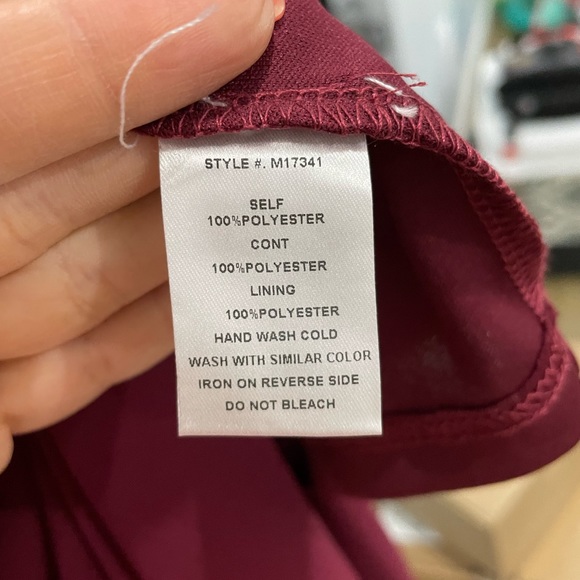 STYLE #. M17341
SELF
100%POLYESTER
CONT
100%POLYESTER
LINING
100%POLYESTER
HAND WASH COLD
WASH WITH SIMILAR COLOR
IRON ON REVERSE SIDE
DO NOT BLEACH